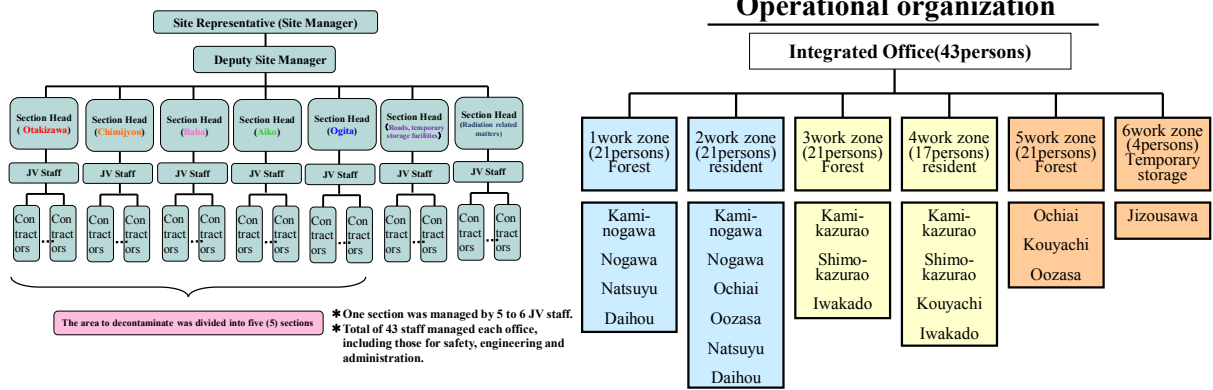 Site Representative (Site Manager)
Deputy Site Manager
Section Head
( Otakizawa)
Section Head
(Chimijyou)
Section Head
(Baba)
Section Head
(Aiko)
Section Head
(Ogita)
Section Head
(Roads, temporary
storage facilities)
Section Head
(Radiation related
matters)
JV Staff
JV Staff
JV Staff
JV Staff
JV Staff
JV Staff
JV Staff
Con
tract
ors
...
Con
tract
ors
Con
tract
ors
...
Con
tract
ors
Con
tract
ors
...
Con
tract
ors
Con
tract
ors
...
Con
tract
ors
Con
tract
ors
...
Con
tract
ors
Con
tract
ors
...
Con
tract
ors
Con
tract
ors
...
Con
tract
ors
The area to decontaminate was divided into five (5) sections
∗ One section was managed by 5 to 6 JV staff.
∗ Total of 43 staff managed each office,
including those for safety, engineering and
administration.
Operational organization
Integrated Office(43persons)
1work zone
(21persons)
Forest
2work zone
(21persons)
resident
3work zone
(21persons)
Forest
4work zone
(17persons)
resident
5work zone
(21persons)
Forest
6work zone
(4persons)
Temporary
storage
Kami-
nogawa
Nogawa
Natsuyu
Daihou
Kami-
nogawa
Nogawa
Ochiai
Oozasa
Natsuyu
Daihou
Kami-
kazurao
Shimo-
kazurao
Iwakado
Kami-
kazurao
Shimo-
kazurao
Kouyachi
Iwakado
Ochiai
Kouyachi
Oozasa
Jizousawa